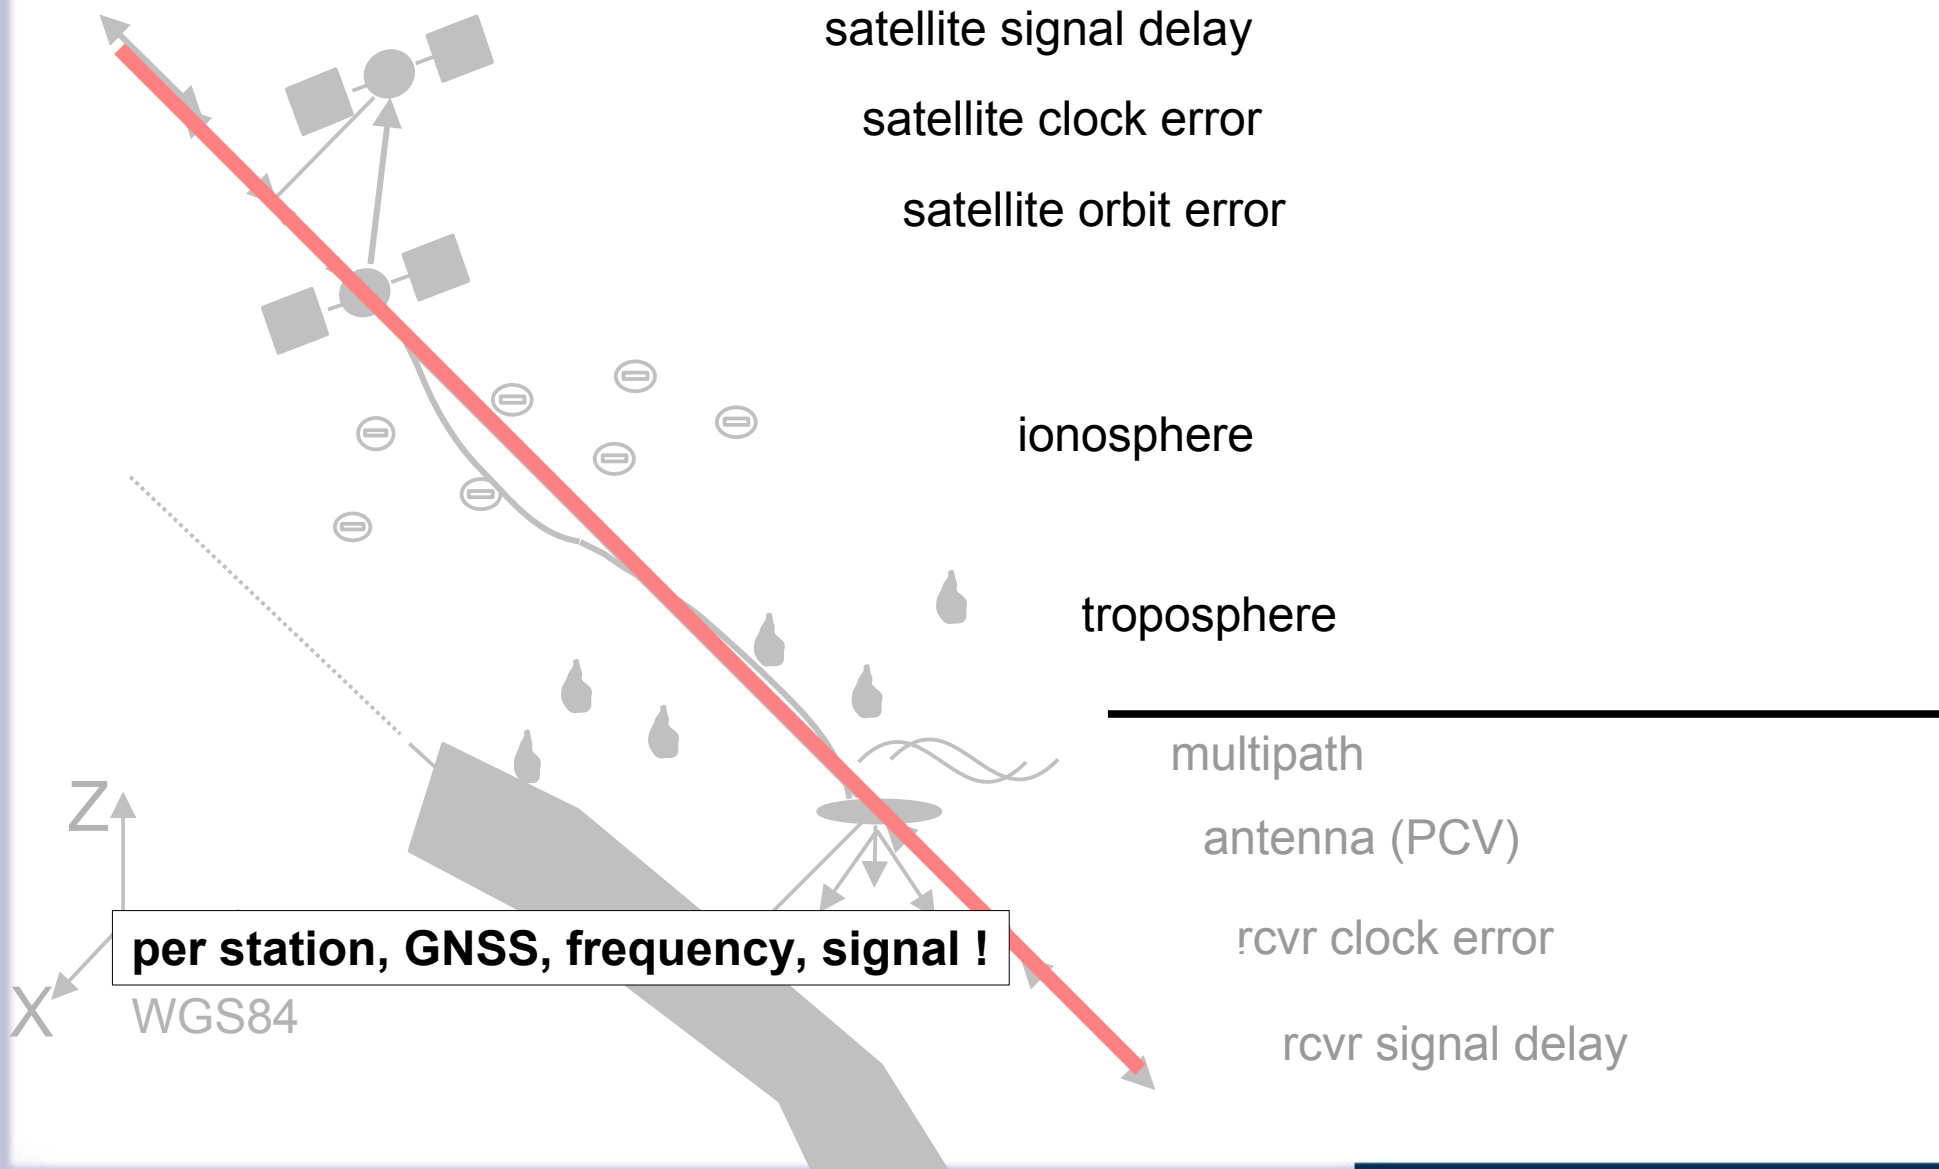 satellite signal delay
satellite clock error
satellite orbit error
ionosphere
troposphere
multipath
Z
antenna (PCV)
per station, GNSS, frequency, signal !
rcvr clock error
X
WGS84
rcvr signal delay